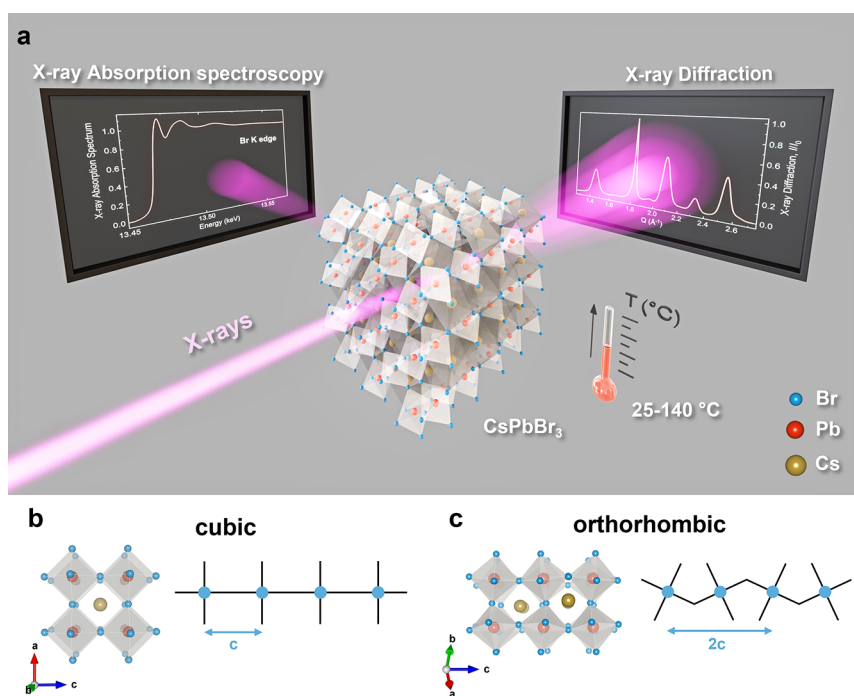 a
X-ray Absorption spectroscopy
X-ray Diffraction
X-ray Absorption Spectrum
1.0
0.8
0.6
0.4
0.2
0.0
Br K edge
13.45
13.50
13.55
Energy (keV)
1.0
0.8
0.6
0.4
0.2
0.0
X-ray Diffraction, I/I₀
1.4
1.6
1.8
2.0
2.2
2.4
2.6
Q (Å⁻¹)
X-rays
T (°C)
25-140 °C
CsPbBr₃
Br
Pb
Cs
b
cubic
a
b
c
c
c
orthorhombic
b
c
a
2c